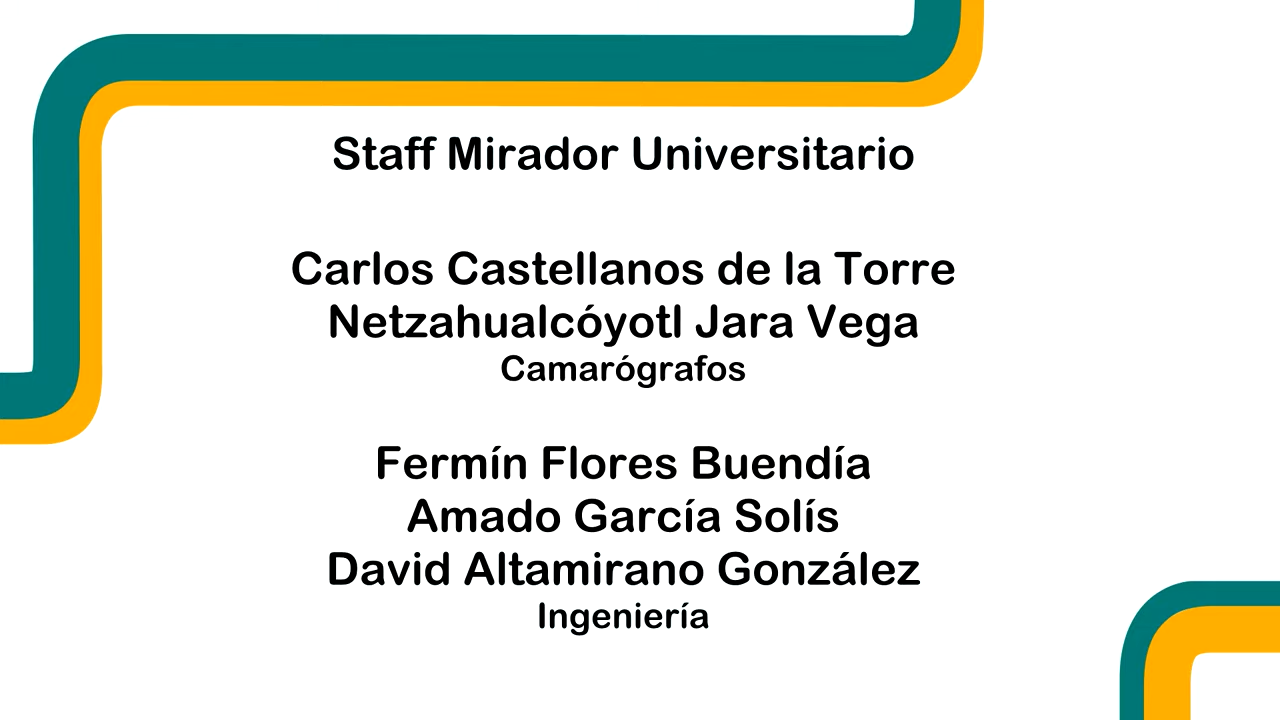 Staff Mirador Universitario
Carlos Castellanos de la Torre
Netzahualcóyotl Jara Vega
Camarógrafos
Fermín Flores Buendía
Amado García Solís
David Altamirano González
Ingeniería